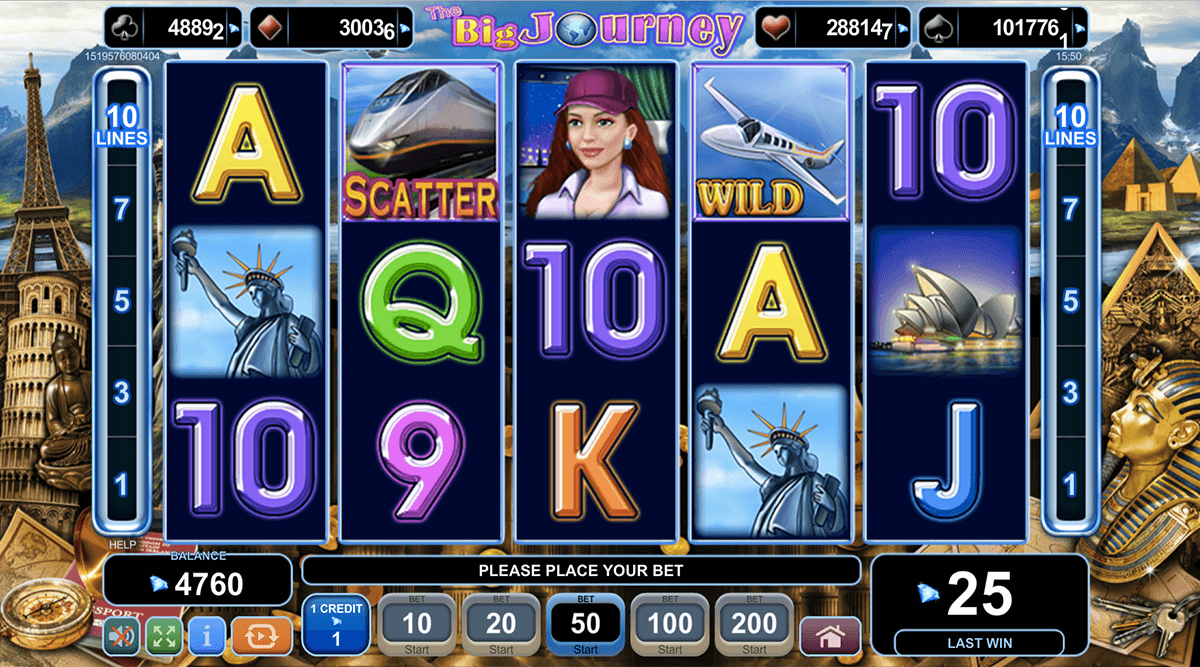 48892
30036
The
Big Journey
288147
1017761
1519576080404
15:50
10
LINES
7
5
3
1
A
SCATTER
WILD
10
Q
10
A
10
9
K
J
10
LINES
7
5
3
1
HELP
BALANCE
4760
PLEASE PLACE YOUR BET
1 CREDIT
1
BET
10
Start
BET
20
Start
BET
50
Start
BET
100
Start
BET
200
Start
25
LAST WIN